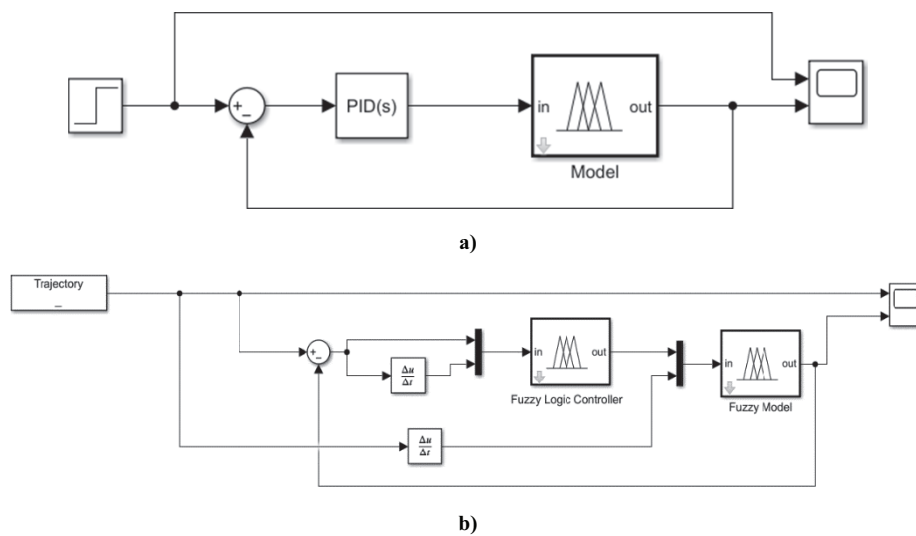 +
−
PID(s)
in out
Model
a)
Trajectory
−
+
−
Δu
Δt
in out
Fuzzy Logic Controller
in out
Fuzzy Model
Δu
Δt
b)